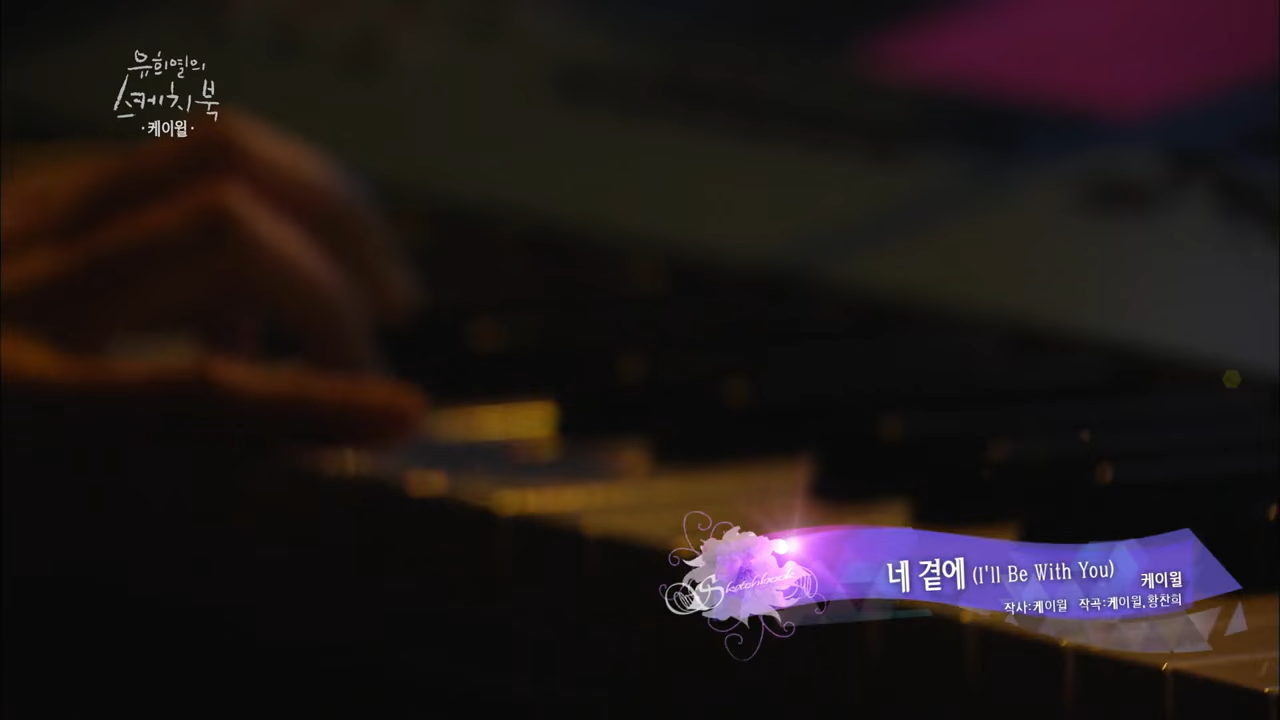 유희열의
스케치북
·케이윌·
네 곁에 (I'll Be With You)
케이윌
Sketchbook
작사:케이윌 작곡:케이윌, 황찬희